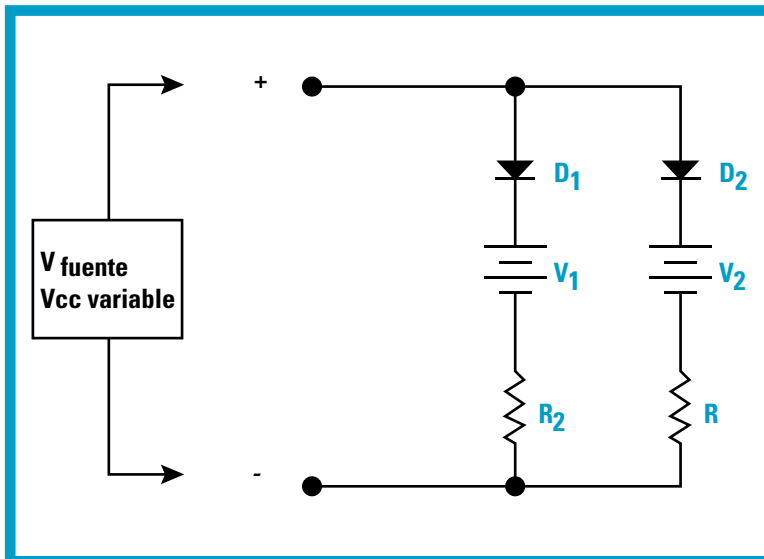 +
D1
D2
V fuente
Vcc variable
V1
V2
R2
R
-